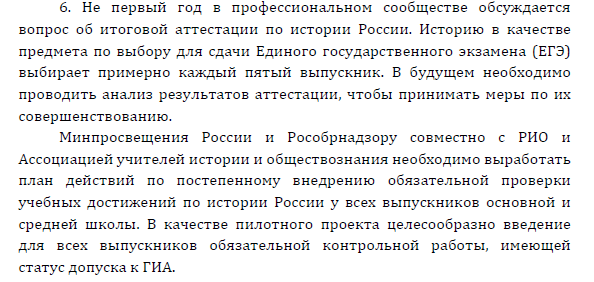 6. Не первый год в профессиональном сообществе обсуждается
вопрос об итоговой аттестации по истории России. Историю в качестве
предмета по выбору для сдачи Единого государственного экзамена (ЕГЭ)
выбирает примерно каждый пятый выпускник. В будущем необходимо
проводить анализ результатов аттестации, чтобы принимать меры по их
совершенствованию.
Минпросвещения России и Рособрнадзору совместно с РИО и
Ассоциацией учителей истории и обществознания необходимо выработать
план действий по постепенному внедрению обязательной проверки
учебных достижений по истории России у всех выпускников основной и
средней школы. В качестве пилотного проекта целесообразно введение
для всех выпускников обязательной контрольной работы, имеющей
статус допуска к ГИА.